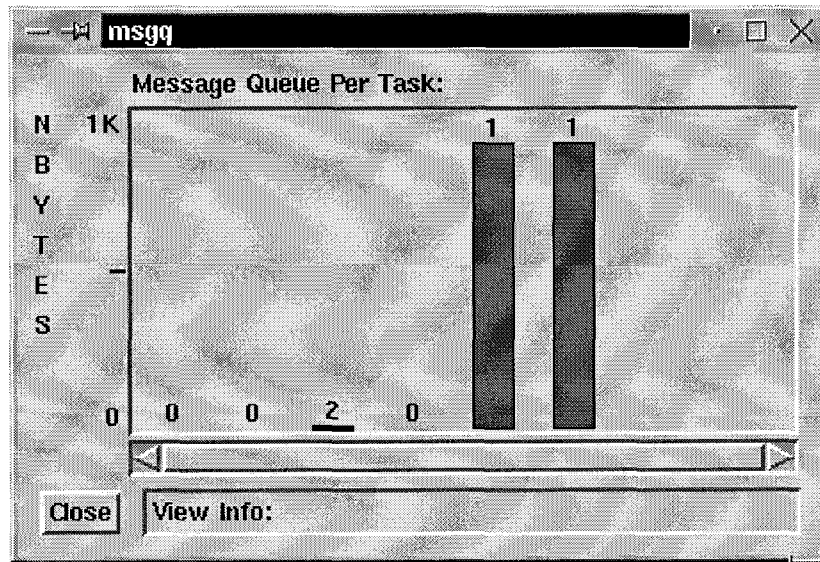 msgq
Message Queue Per Task:
N 1K 1 1
B
Y
T
E
S
0 0 0 2 0
Close View Info: